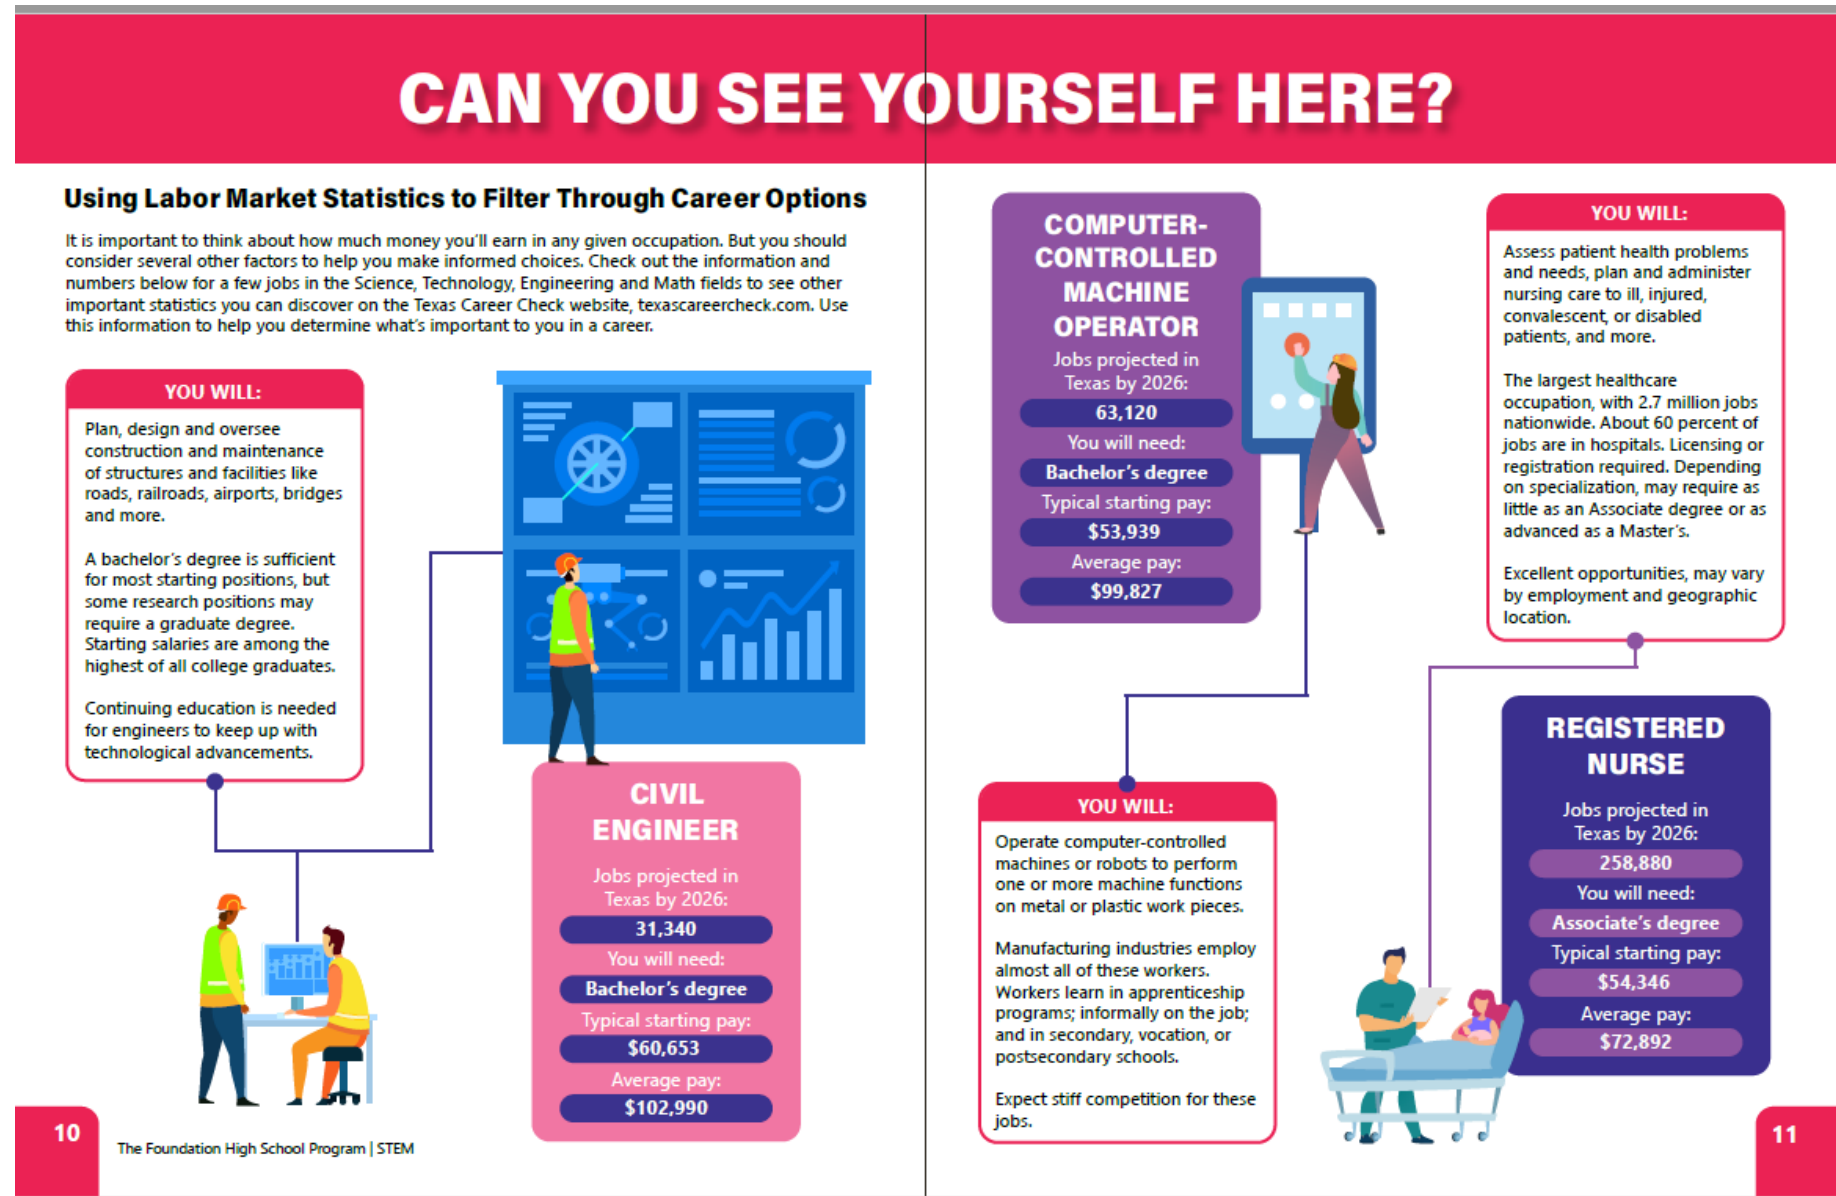 CAN YOU SEE YOURSELF HERE?
Using Labor Market Statistics to Filter Through Career Options
It is important to think about how much money you'll earn in any given occupation. But you should
consider several other factors to help you make informed choices. Check out the information and
numbers below for a few jobs in the Science, Technology, Engineering and Math fields to see other
important statistics you can discover on the Texas Career Check website, texascareercheck.com. Use
this information to help you determine what's important to you in a career.
YOU WILL:
Plan, design and oversee
construction and maintenance
of structures and facilities like
roads, railroads, airports, bridges
and more.
A bachelor's degree is sufficient
for most starting positions, but
some research positions may
require a graduate degree.
Starting salaries are among the
highest of all college graduates.
Continuing education is needed
for engineers to keep up with
technological advancements.
CIVIL
ENGINEER
Jobs projected in
Texas by 2026:
31,340
You will need:
Bachelor's degree
Typical starting pay:
$60,653
Average pay:
$102,990
10
The Foundation High School Program | STEM
COMPUTER-
CONTROLLED
MACHINE
OPERATOR
Jobs projected in
Texas by 2026:
63,120
You will need:
Bachelor's degree
Typical starting pay:
$53,939
Average pay:
$99,827
YOU WILL:
Operate computer-controlled
machines or robots to perform
one or more machine functions
on metal or plastic work pieces.
Manufacturing industries employ
almost all of these workers.
Workers learn in apprenticeship
programs; informally on the job;
and in secondary, vocation, or
postsecondary schools.
Expect stiff competition for these
jobs.
YOU WILL:
Assess patient health problems
and needs, plan and administer
nursing care to ill, injured,
convalescent, or disabled
patients, and more.
The largest healthcare
occupation, with 2.7 million jobs
nationwide. About 60 percent of
jobs are in hospitals. Licensing or
registration required. Depending
on specialization, may require as
little as an Associate degree or as
advanced as a Master's.
Excellent opportunities, may vary
by employment and geographic
location.
REGISTERED
NURSE
Jobs projected in
Texas by 2026:
258,880
You will need:
Associate's degree
Typical starting pay:
$54,346
Average pay:
$72,892
11